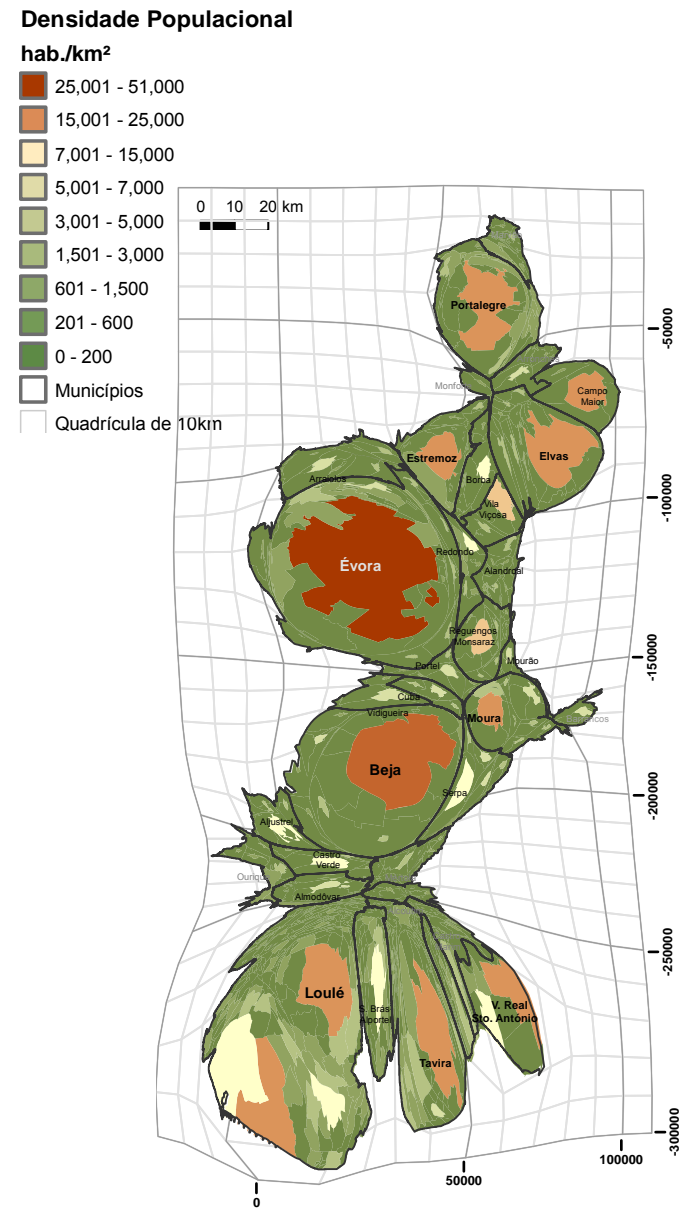 Densidade Populacional
hab./km²
25,001 - 51,000
15,001 - 25,000
7,001 - 15,000
5,001 - 7,000
3,001 - 5,000
1,501 - 3,000
601 - 1,500
201 - 600
0 - 200
Municípios
Quadrícula de 10km
0 10 20 km
Portalegre
-50000
Campo
Maior
Estremoz
Elvas
Arraiolos
Borba
-100000
Vila
Viçosa
Redondo
Évora
Alandroal
Reguengos
Monsaraz
Portel
Mourão
-150000
Cuba
Vidigueira
Moura
Beja
Serpa
-200000
Aljustrel
Castro
Verde
Almodôvar
-250000
Loulé
S. Brás
Alportel
V. Real
Sto. António
Tavira
-300000
0
50000
100000